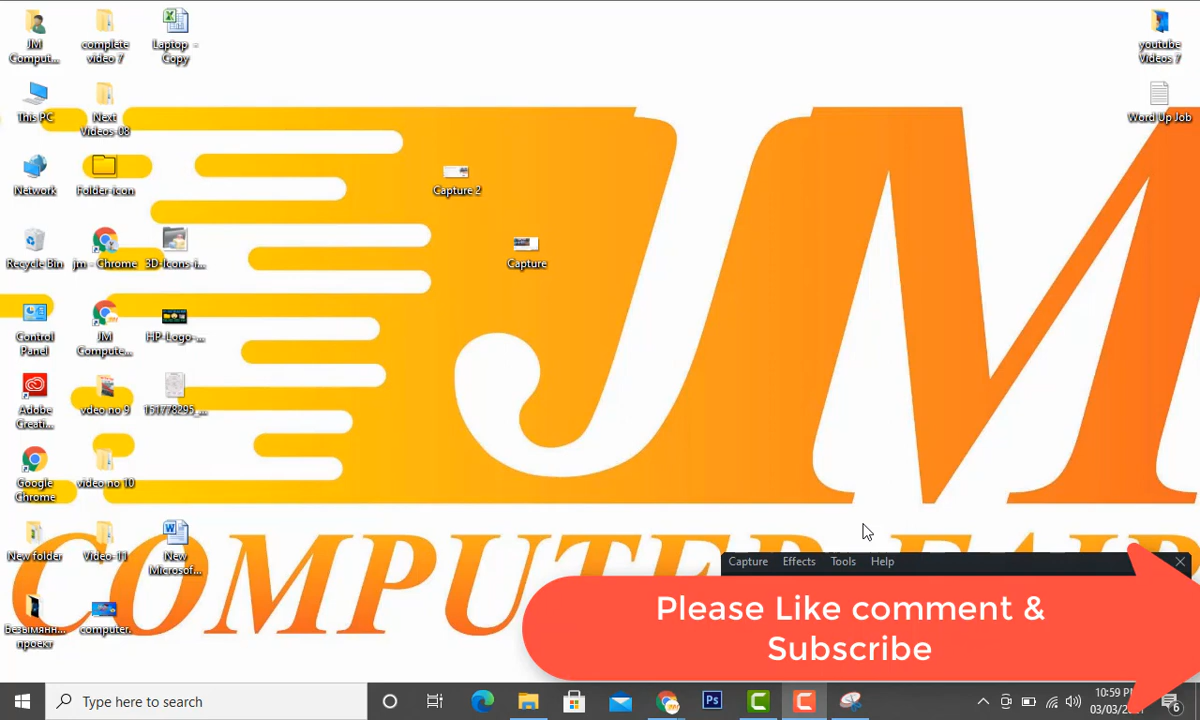 JM
Comput...
complete
video 7
Laptop -
Copy
youtube
Videos 7
This PC
Next
Videos-08
Word Up Job
Network
Folder-icon
Capture 2
Recycle Bin
jm - Chrome
3D-Icons-i...
Capture
Control
Panel
JM
Compute...
HP-Logo-...
Adobe
Creati...
vdeo no 9
151778295_...
Google
Chrome
video no 10
New folder
Video-11
New
Microsof...
Безымянн...
проект
computer.
JM
COMPUTER FAIR
Capture Effects Tools Help
Please Like comment &
Subscribe
Type here to search
Ps
10:59 PM
6